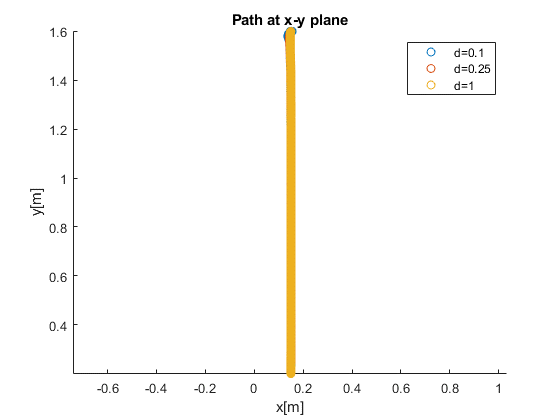 Path at x-y plane
d=0.1
d=0.25
d=1
1.6
1.4
1.2
1
0.8
0.6
0.4
y[m]
-0.6 -0.4 -0.2 0 0.2 0.4 0.6 0.8 1
x[m]